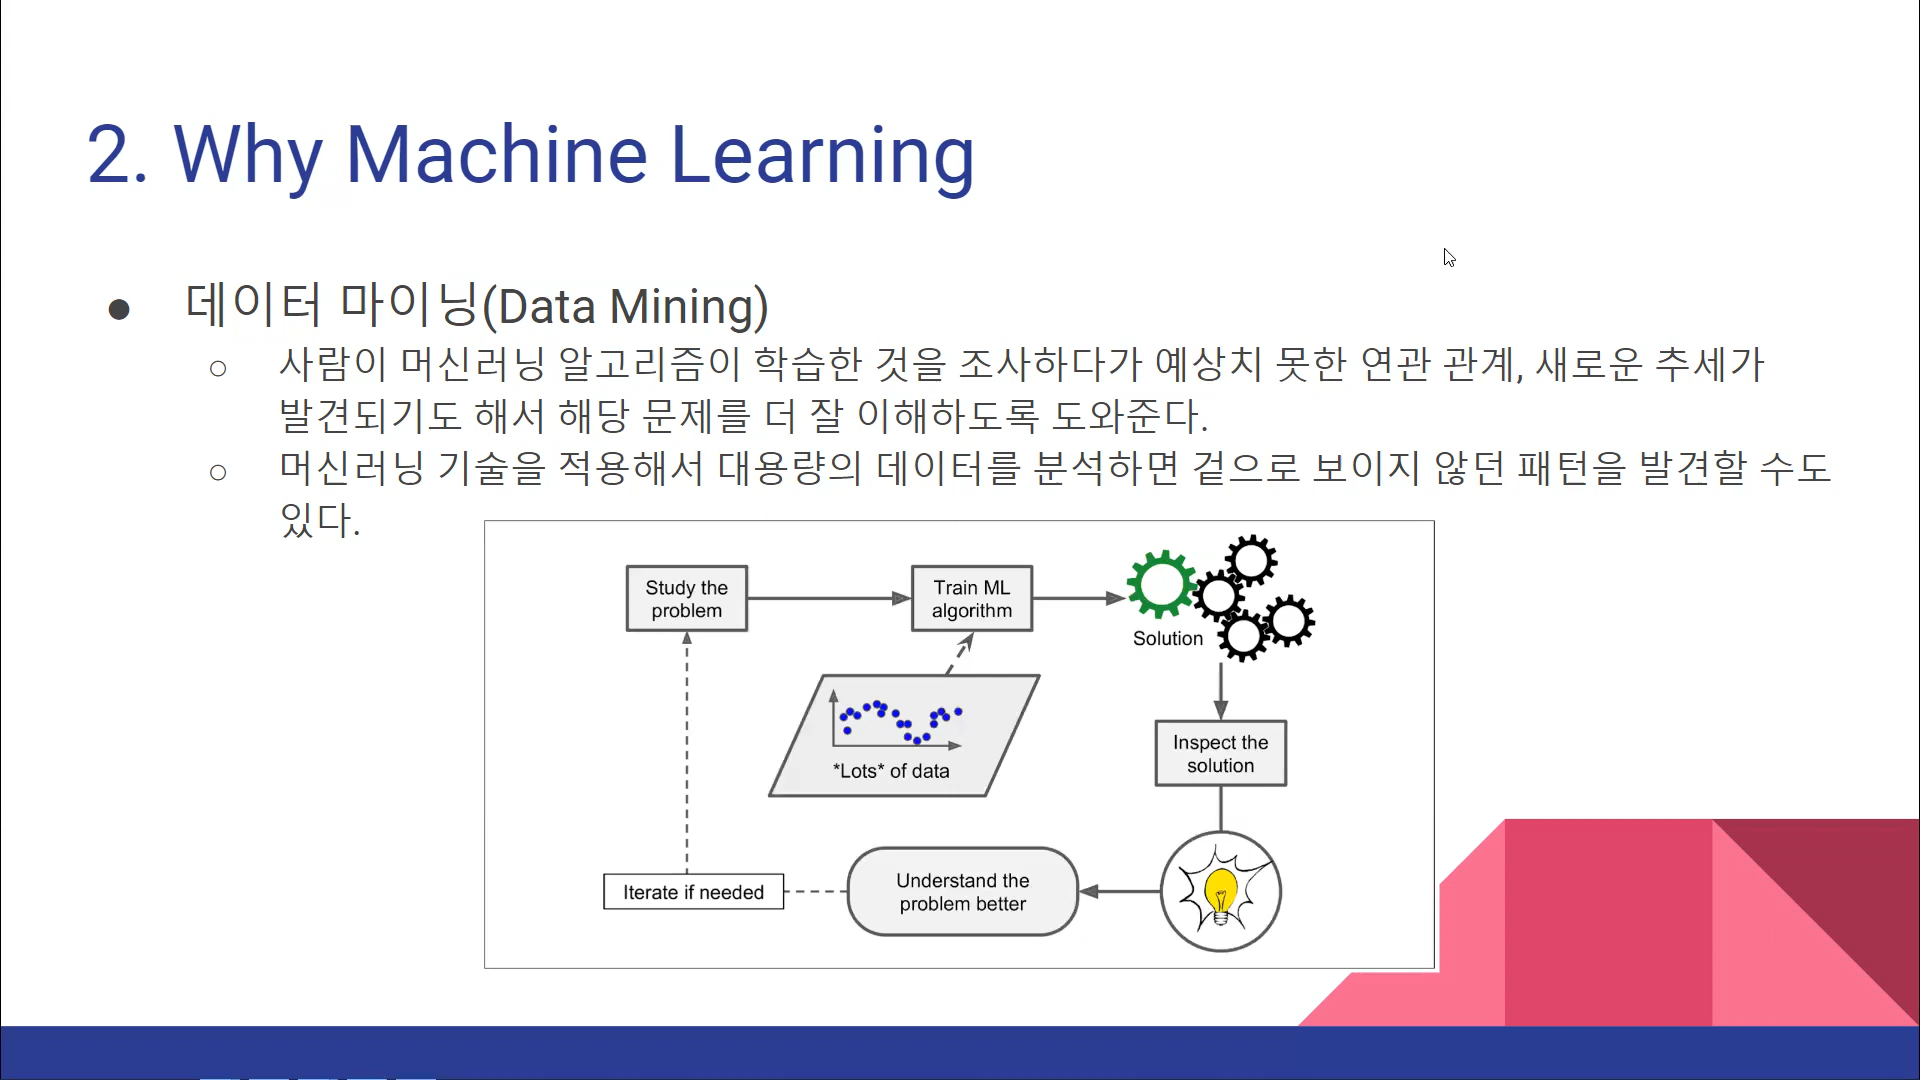 2. Why Machine Learning
● 데이터 마이닝(Data Mining)
○ 사람이 머신러닝 알고리즘이 학습한 것을 조사하다가 예상치 못한 연관 관계, 새로운 추세가
발견되기도 해서 해당 문제를 더 잘 이해하도록 도와준다.
○ 머신러닝 기술을 적용해서 대용량의 데이터를 분석하면 겉으로 보이지 않던 패턴을 발견할 수도
있다.
Study the
problem
Train ML
algorithm
Solution
*Lots* of data
Inspect the
solution
Understand the
problem better
Iterate if needed